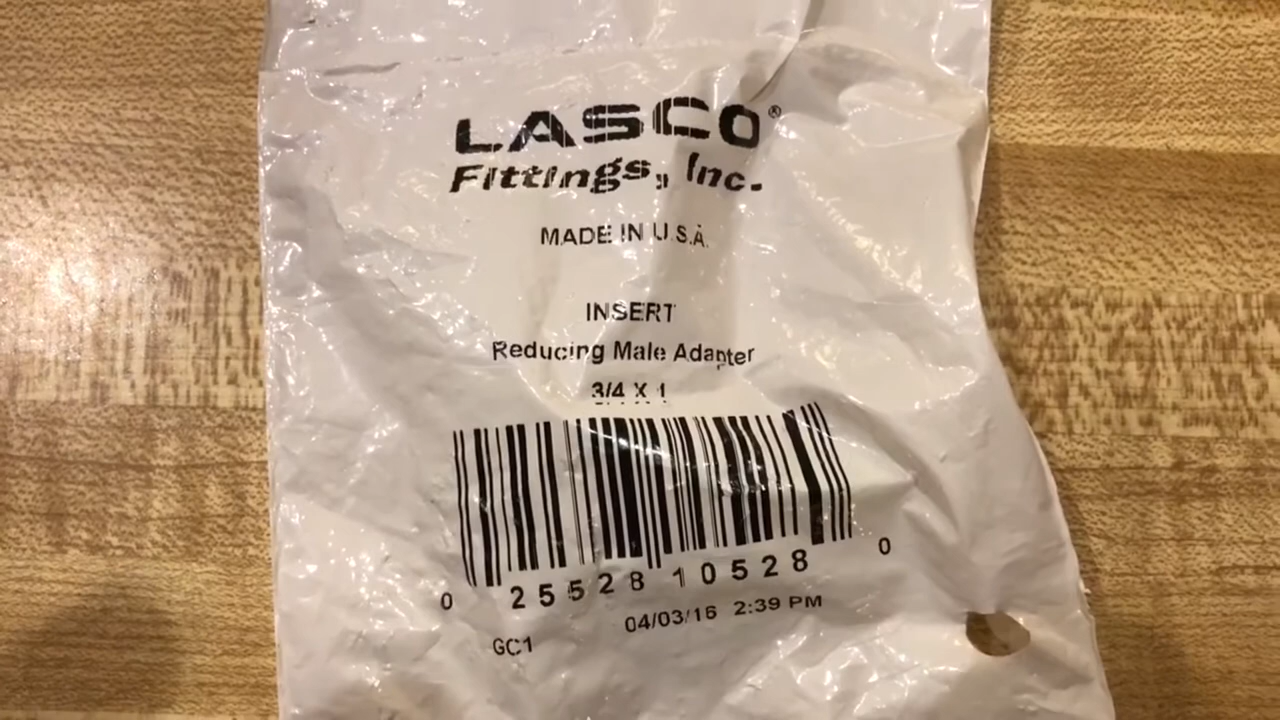 LASCO®
Fittings, Inc.
MADE IN U.S.A.
INSERT
Reducing Male Adapter
3/4 X 1
0 25528 10528 0
04/03/16 2:39 PM
GC1